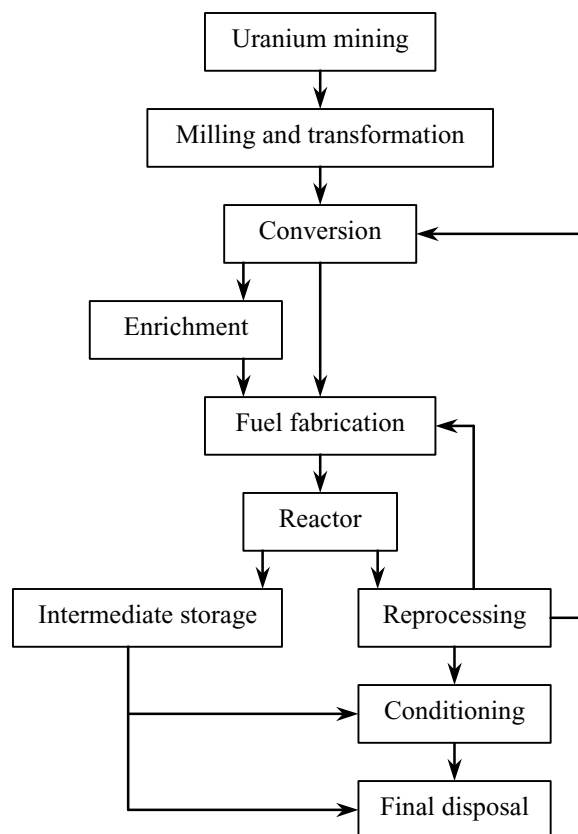 Uranium mining
Milling and transformation
Conversion
Enrichment
Fuel fabrication
Reactor
Intermediate storage
Reprocessing
Conditioning
Final disposal